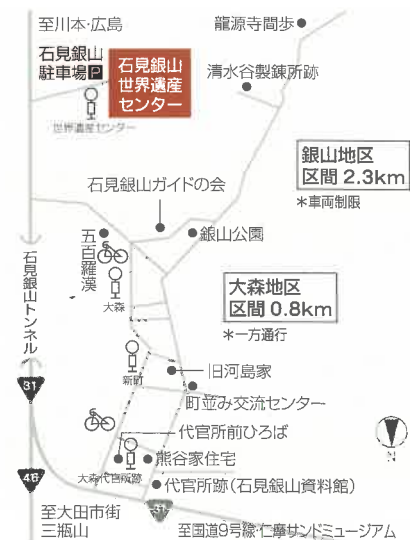 至川本・広島
龍源寺間歩
石見銀山
駐車場 P
石見銀山
世界遺産
センター
清水谷製錬所跡
世界遺産センター
銀山地区
区間 2.3km
＊車両制限
石見銀山ガイドの会
五百羅漢
銀山公園
大森
石見銀山トンネル
大森地区
区間 0.8km
＊一方通行
新町
旧河島家
31
町並み交流センター
代官所前ひろば
N
熊谷家住宅
46
大森代官所跡
代官所跡（石見銀山資料館）
31
至大田市街
三瓶山
至国道9号線・仁摩サンドミュージアム